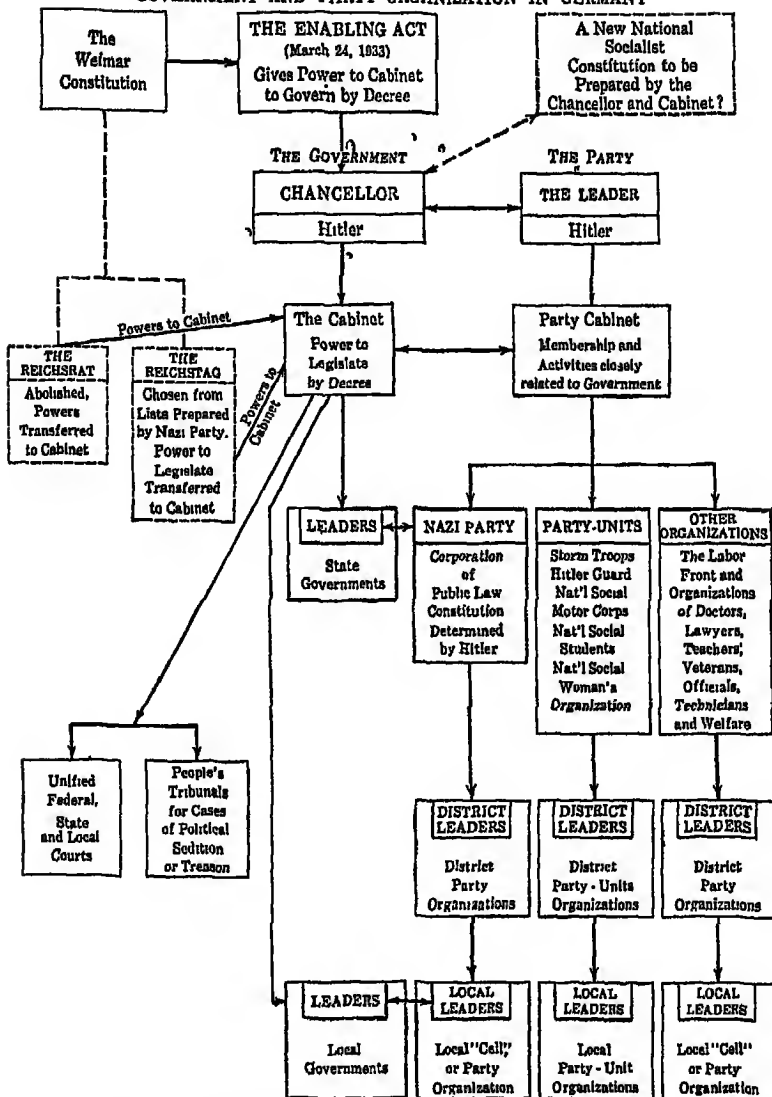 GOVERNMENT AND PARTY ORGANIZATION IN GERMANY
The
Weimar
Constitution
THE ENABLING ACT
(March 24, 1933)
Gives Power to Cabinet
to Govern by Decree
A New National
Socialist
Constitution to be
Prepared by the
Chancellor and Cabinet?
THE GOVERNMENT
CHANCELLOR
Hitler
THE PARTY
THE LEADER
Hitler
Powers to Cabinet
THE
REICHSRAT
Abolished,
Powers
Transferred
to Cabinet
THE
REICHSTAG
Chosen from
Lists Prepared
by Nazi Party.
Power to
Legislate
Transferred
to Cabinet
Powers to
Cabinet
The Cabinet
Power to
Legislate
by Decree
Party Cabinet
Membership and
Activities closely
related to Government
LEADERS
State
Governments
NAZI PARTY
Corporation
of
Public Law
Constitution
Determined
by Hitler
PARTY-UNITS
Storm Troops
Hitler Guard
Nat'l Social
Motor Corps
Nat'l Social
Students
Nat'l Social
Woman's
Organization
OTHER
ORGANIZATIONS
The Labor
Front and
Organizations
of Doctors,
Lawyers,
Teachers,
Veterans,
Officials,
Technicians
and Welfare
Unified
Federal,
State
and Local
Courts
People's
Tribunals
for Cases
of Political
Sedition
or Treason
DISTRICT
LEADERS
District
Party
Organizations
DISTRICT
LEADERS
District
Party - Units
Organizations
DISTRICT
LEADERS
District
Party
Organizations
LEADERS
Local
Governments
LOCAL
LEADERS
Local "Cell,"
or Party
Organization
LOCAL
LEADERS
Local
Party - Unit
Organizations
LOCAL
LEADERS
Local "Cell"
or Party
Organization